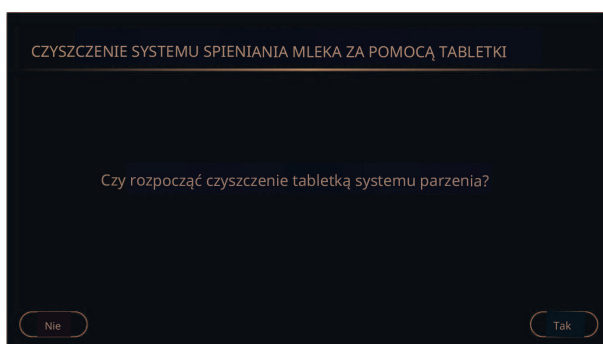 CZYSZCZENIE SYSTEMU SPIENIANIA MLEKA ZA POMOCĄ TABLETKI
Czy rozpocząć czyszczenie tabletką systemu parzenia?
Nie
Tak